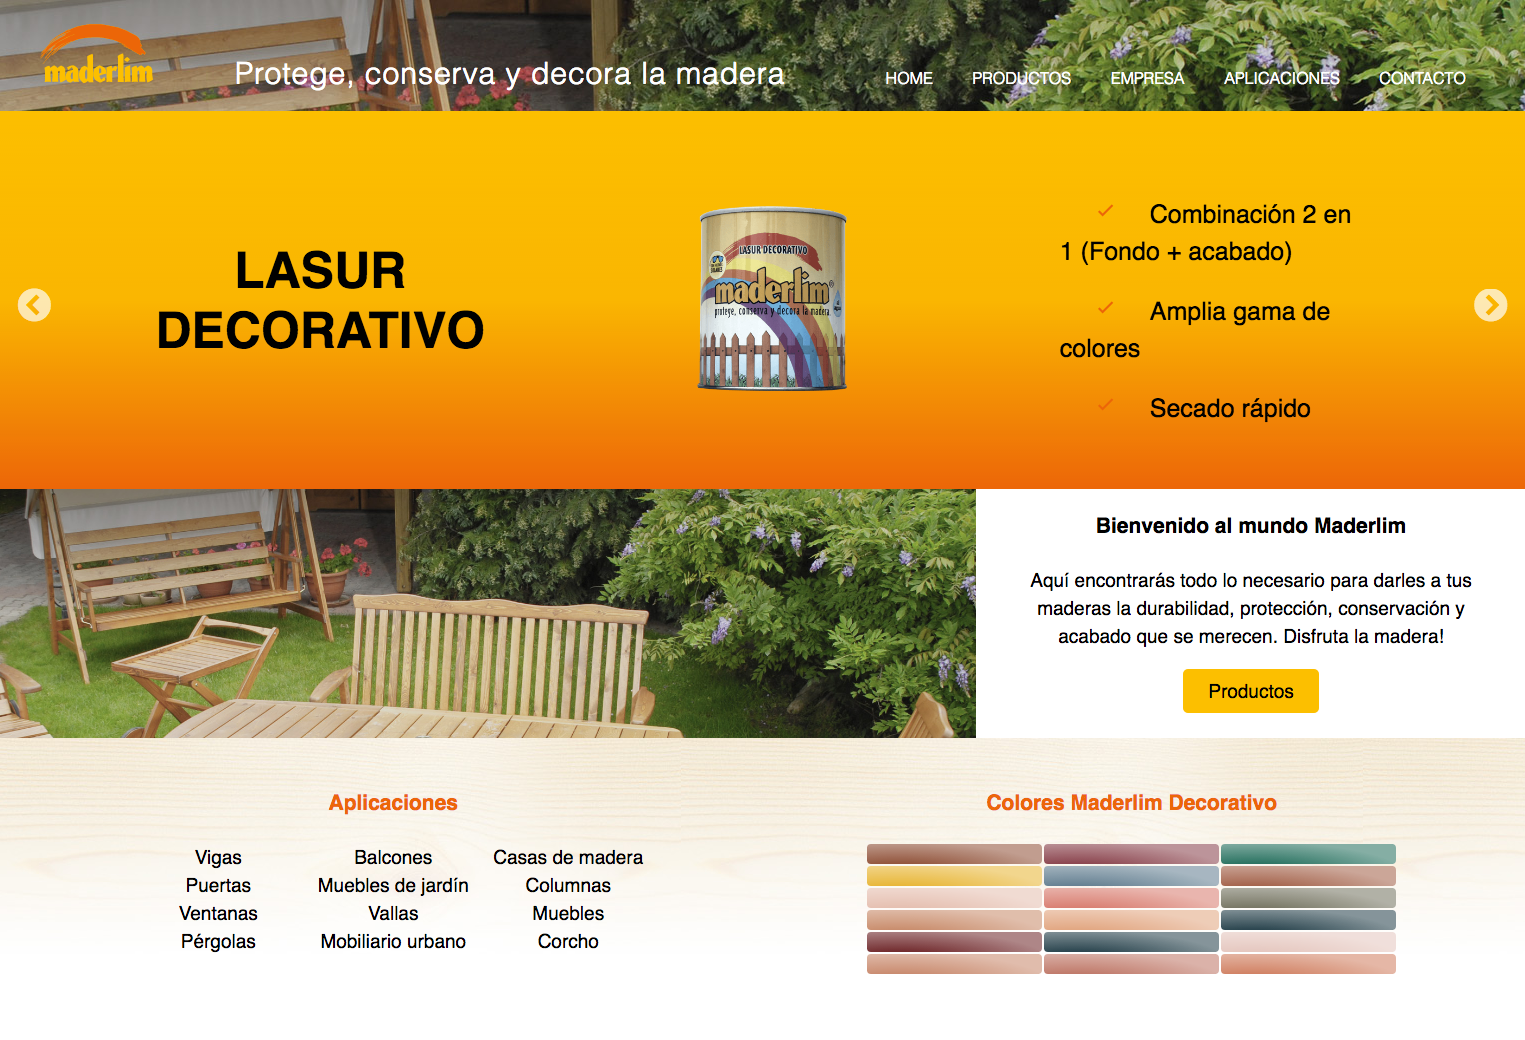 maderlim
Protege, conserva y decora la madera
HOME PRODUCTOS EMPRESA APLICACIONES CONTACTO
LASUR
DECORATIVO
LASUR DECORATIVO
maderlim®
protege, conserva y decora la madera
Combinación 2 en
1 (Fondo + acabado)
Amplia gama de
colores
Secado rápido
Bienvenido al mundo Maderlim
Aquí encontrarás todo lo necesario para darles a tus
maderas la durabilidad, protección, conservación y
acabado que se merecen. Disfruta la madera!
Productos
Aplicaciones
Vigas Balcones Casas de madera
Puertas Muebles de jardín Columnas
Ventanas Vallas Muebles
Pérgolas Mobiliario urbano Corcho
Colores Maderlim Decorativo